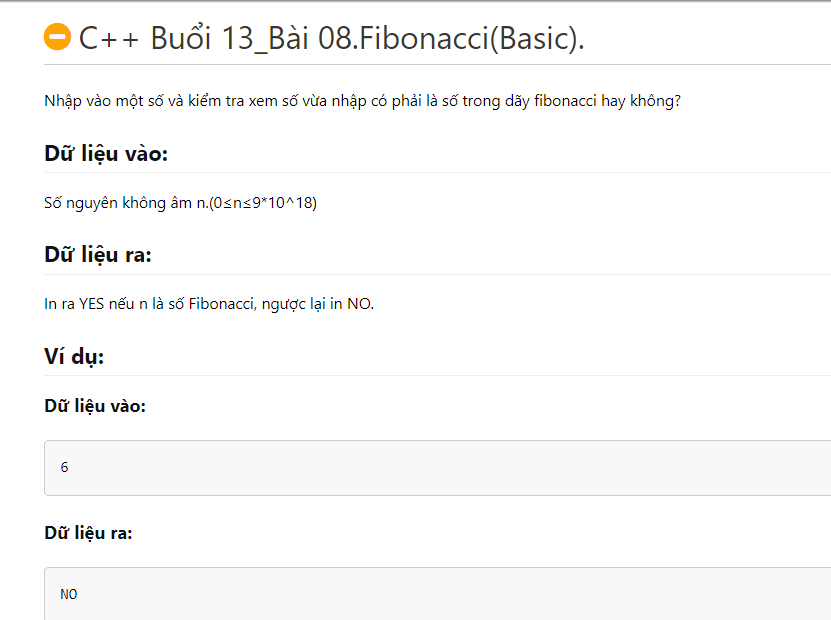 C++ Buổi 13_Bài 08.Fibonacci(Basic).
Nhập vào một số và kiểm tra xem số vừa nhập có phải là số trong dãy fibonacci hay không?
Dữ liệu vào:
Số nguyên không âm n.(0≤n≤9*10^18)
Dữ liệu ra:
In ra YES nếu n là số Fibonacci, ngược lại in NO.
Ví dụ:
Dữ liệu vào:
6
Dữ liệu ra:
NO